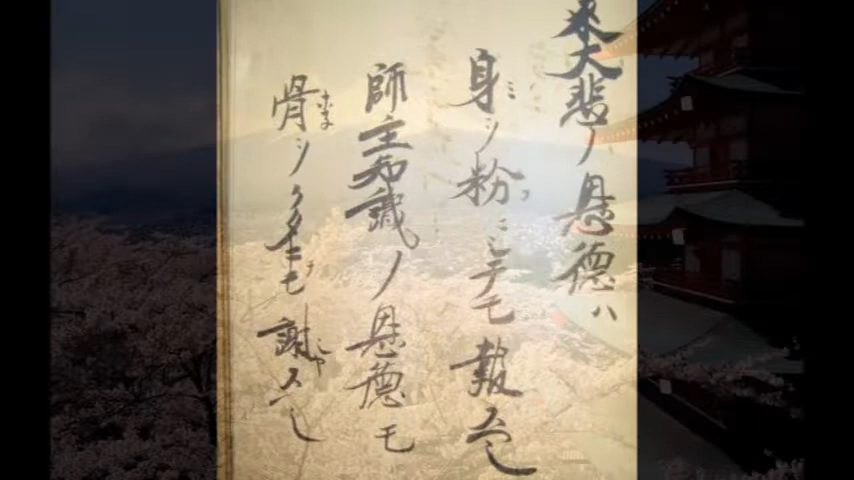 来大悲ノ恩徳ハ
身ヲ粉ニシテモ報スヘシ
師主知識ノ恩徳モ
骨ヲクタキテモ謝スヘシ